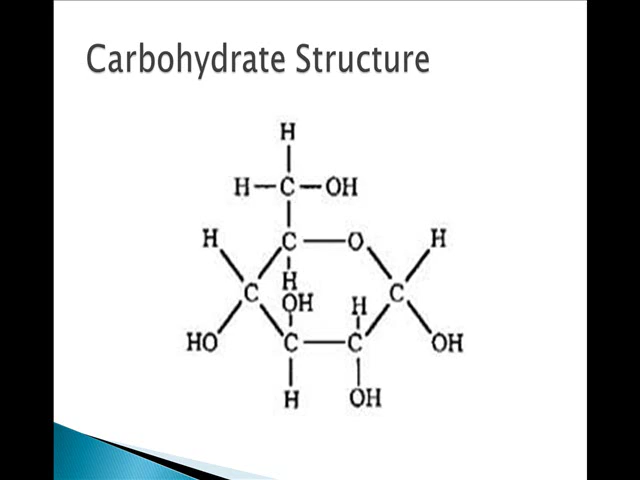 Carbohydrate Structure
H
H—C—OH
H C—O H
H
C OH H C
HO C—C OH
H OH